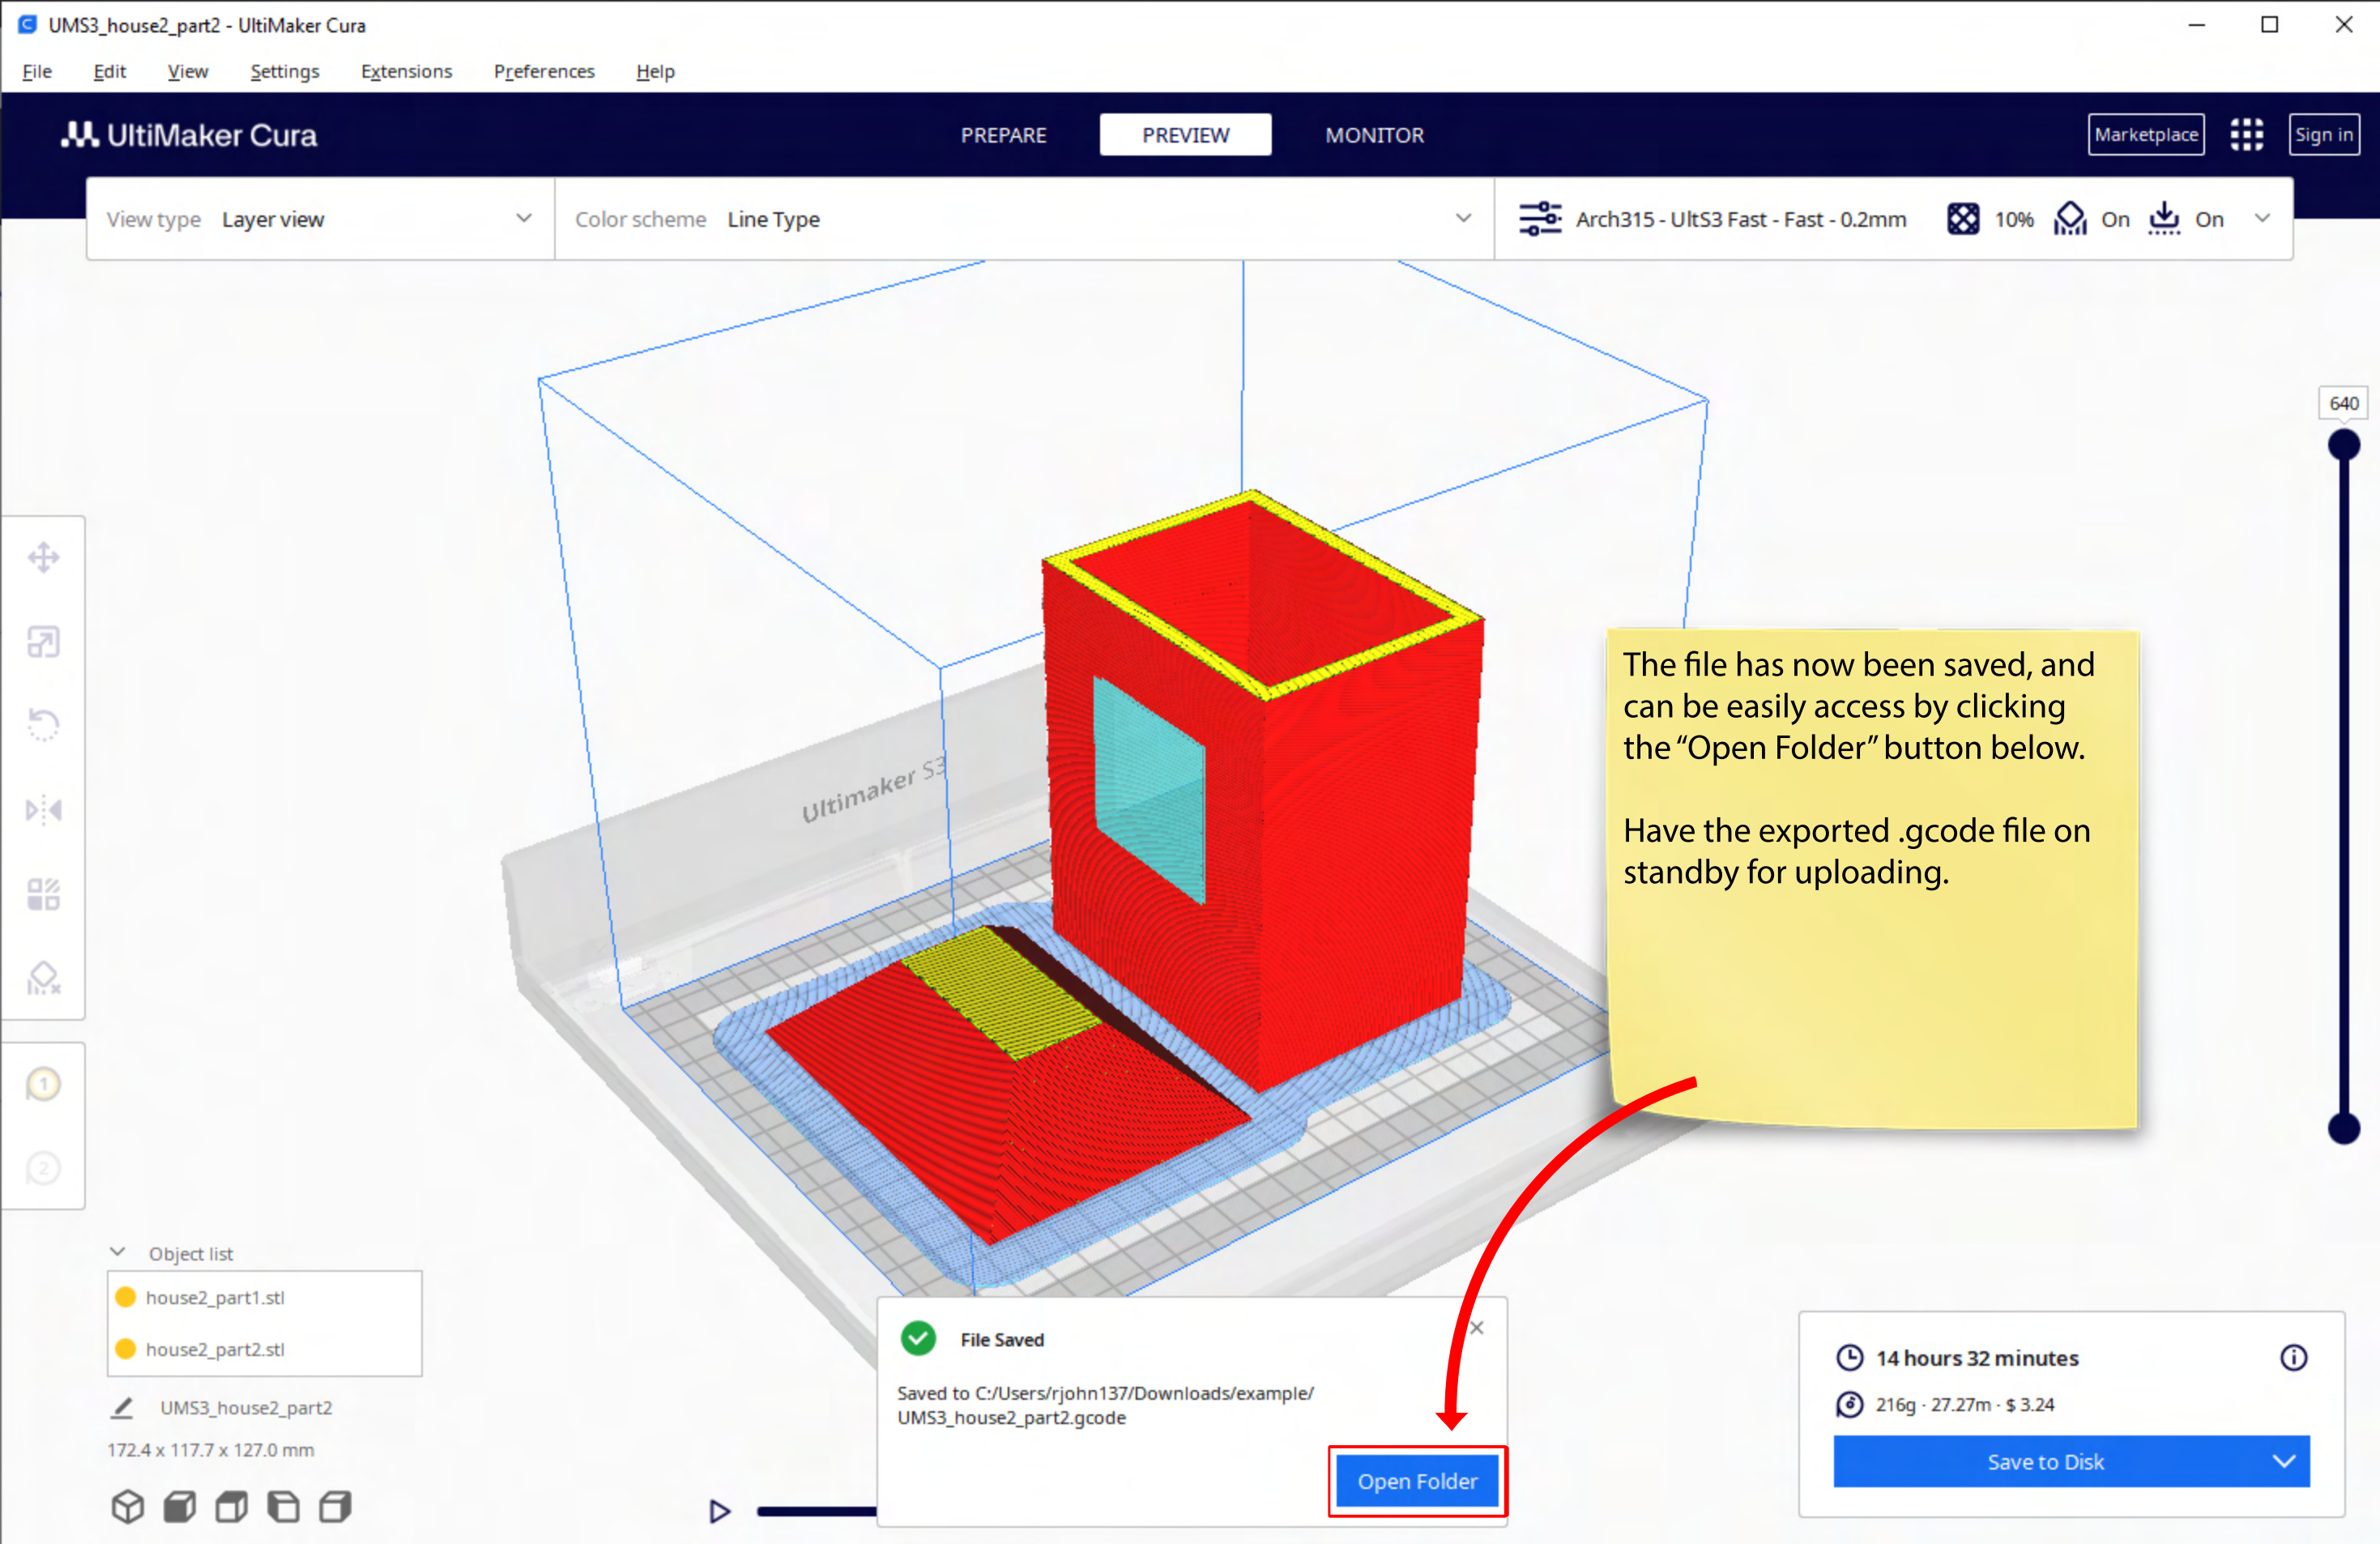 UMS3_house2_part2 - UltiMaker Cura
File Edit View Settings Extensions Preferences Help
UltiMaker Cura
PREPARE PREVIEW MONITOR
Marketplace
Sign in
View type Layer view
Color scheme Line Type
Arch315 - UltS3 Fast - Fast - 0.2mm 10% On On
640
Ultimaker S3
The file has now been saved, and
can be easily access by clicking
the “Open Folder” button below.
Have the exported .gcode file on
standby for uploading.
1
2
Object list
house2_part1.stl
house2_part2.stl
UMS3_house2_part2
172.4 x 117.7 x 127.0 mm
File Saved
Saved to C:/Users/rjohn137/Downloads/example/
UMS3_house2_part2.gcode
Open Folder
14 hours 32 minutes
216g · 27.27m · $ 3.24
Save to Disk